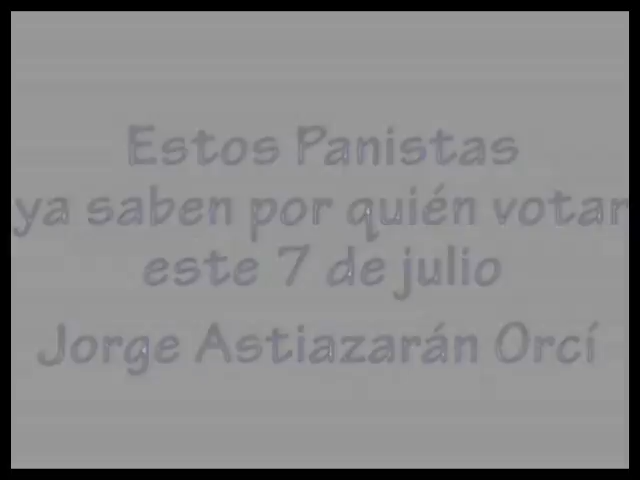 Estos Panistas
ya saben por quién votar
este 7 de julio
Jorge Astiazarán Orcí